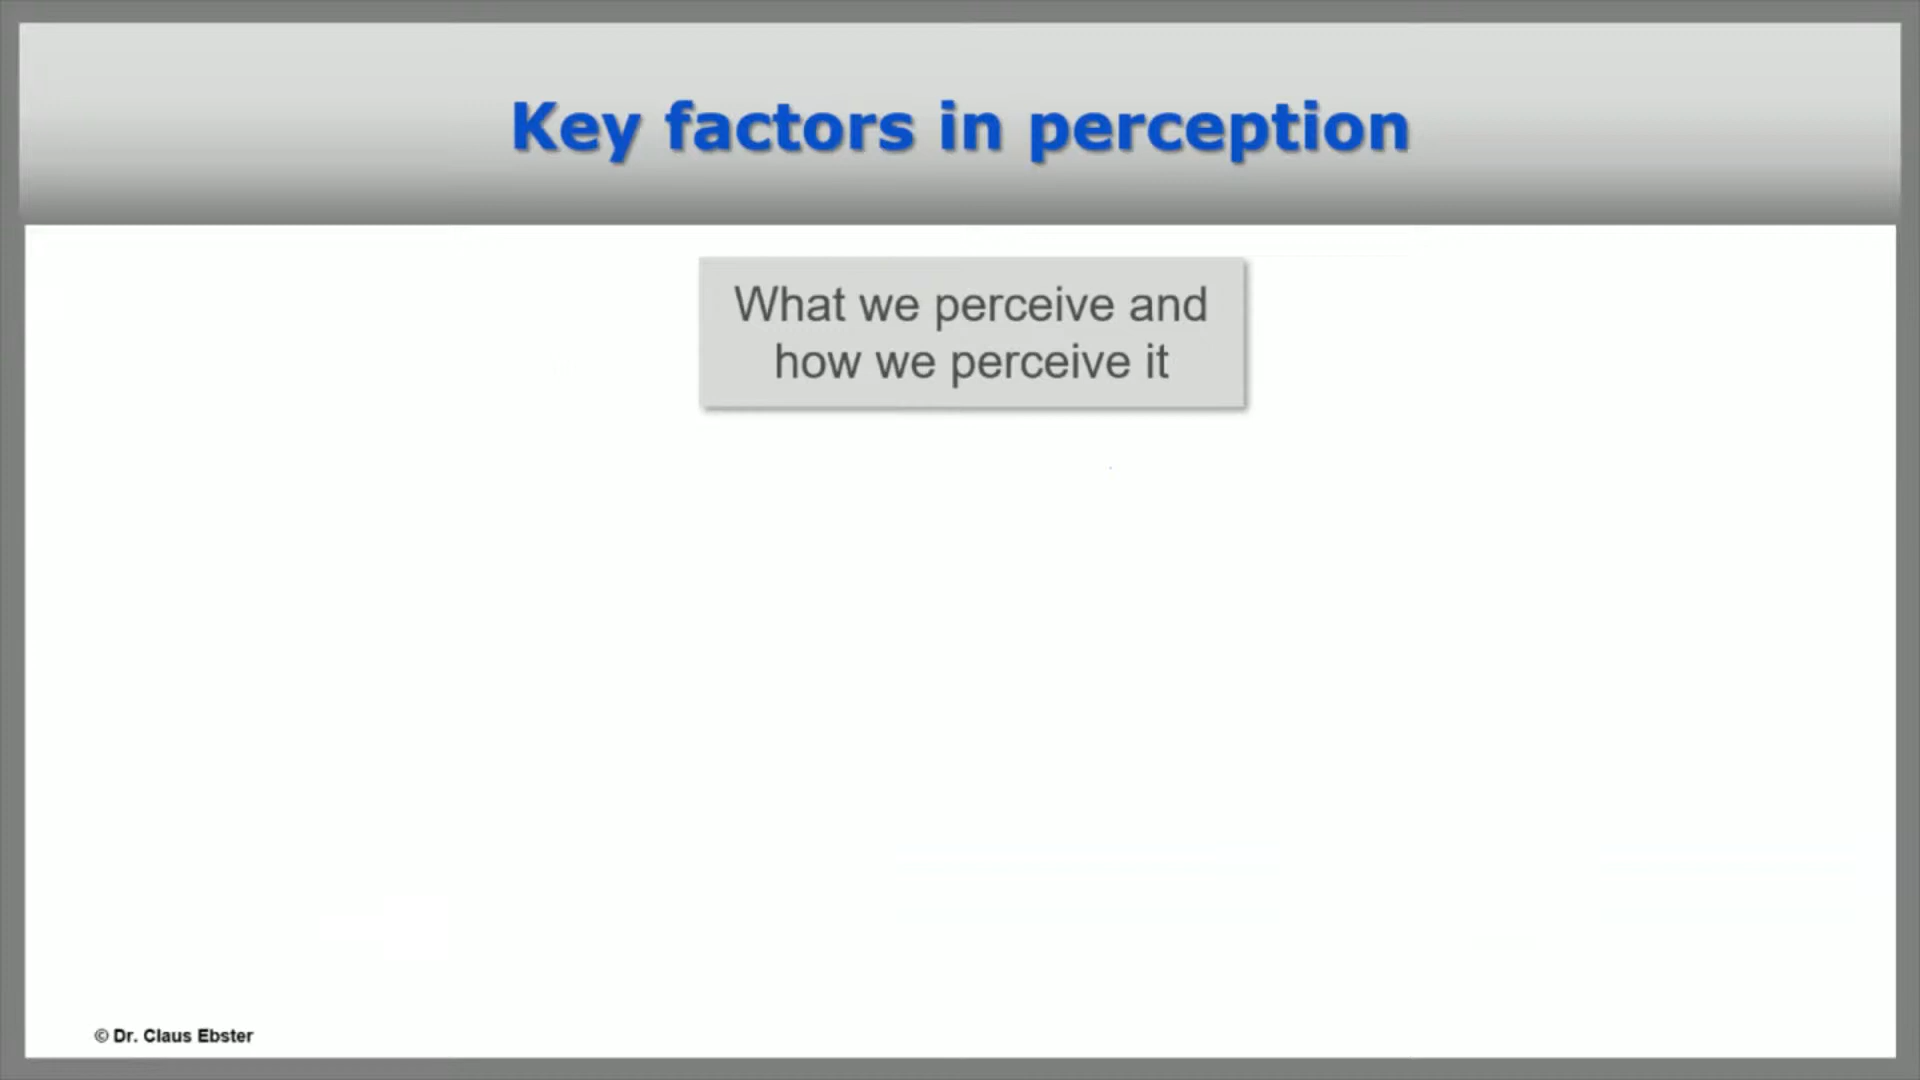 Key factors in perception
What we perceive and
how we perceive it
© Dr. Claus Ebster